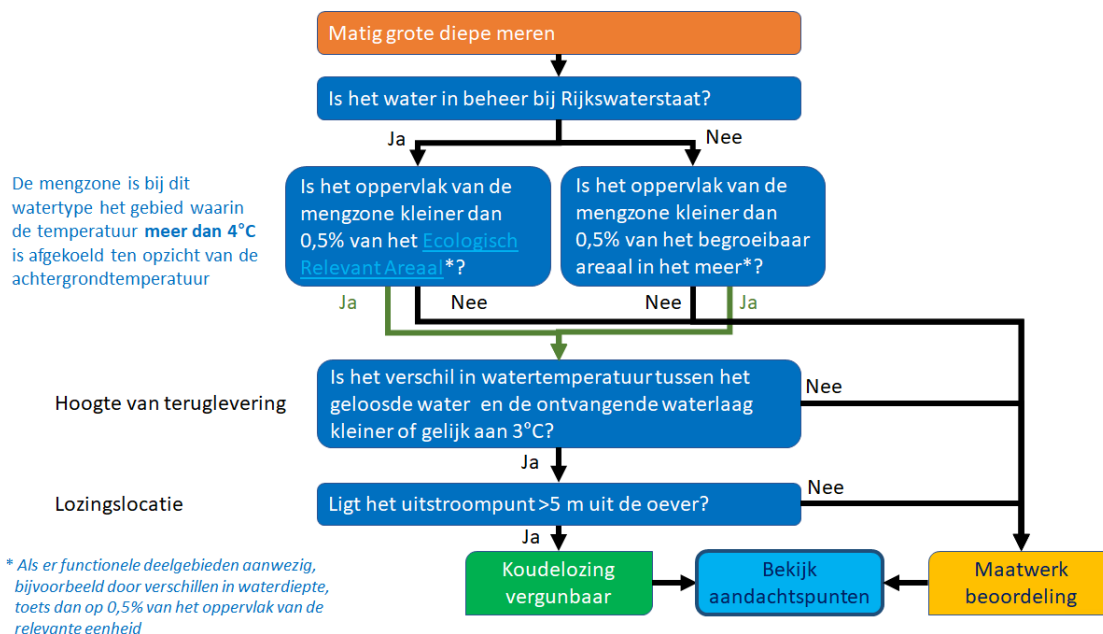 Matig grote diepe meren
Is het water in beheer bij Rijkswaterstaat?
Ja
Nee
De mengzone is bij dit
watertype het gebied waarin
de temperatuur meer dan 4°C
is afgekoeld ten opzicht van de
achtergrondtemperatuur
Is het oppervlak van de
mengzone kleiner dan
0,5% van het Ecologisch
Relevant Areaal*?
Is het oppervlak van de
mengzone kleiner dan
0,5% van het begroeibaar
areaal in het meer*?
Ja
Nee
Nee
Ja
Hoogte van teruglevering
Is het verschil in watertemperatuur tussen het
geloosde water en de ontvangende waterlaag
kleiner of gelijk aan 3°C?
Nee
Ja
Lozingslocatie
Ligt het uitstroompunt >5 m uit de oever?
Nee
Ja
* Als er functionele deelgebieden aanwezig,
bijvoorbeeld door verschillen in waterdiepte,
toets dan op 0,5% van het oppervlak van de
relevante eenheid
Koudelozing
vergunbaar
Bekijk
aandachtspunten
Maatwerk
beoordeling